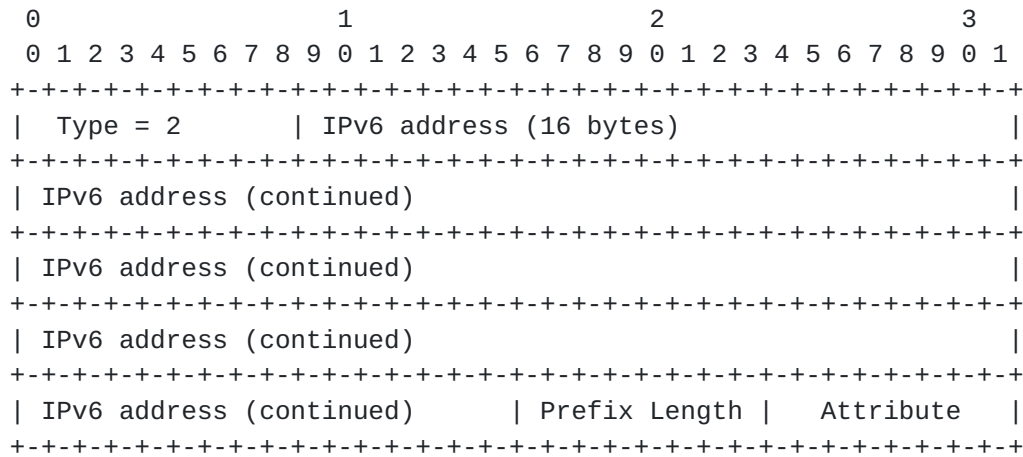 0                   1                   2                   3
 0 1 2 3 4 5 6 7 8 9 0 1 2 3 4 5 6 7 8 9 0 1 2 3 4 5 6 7 8 9 0 1
+-+-+-+-+-+-+-+-+-+-+-+-+-+-+-+-+-+-+-+-+-+-+-+-+-+-+-+-+-+-+-+-+
|  Type = 2       | IPv6 address (16 bytes)                     |
+-+-+-+-+-+-+-+-+-+-+-+-+-+-+-+-+-+-+-+-+-+-+-+-+-+-+-+-+-+-+-+-+
| IPv6 address (continued)                                      |
+-+-+-+-+-+-+-+-+-+-+-+-+-+-+-+-+-+-+-+-+-+-+-+-+-+-+-+-+-+-+-+-+
| IPv6 address (continued)                                      |
+-+-+-+-+-+-+-+-+-+-+-+-+-+-+-+-+-+-+-+-+-+-+-+-+-+-+-+-+-+-+-+-+
| IPv6 address (continued)                                      |
+-+-+-+-+-+-+-+-+-+-+-+-+-+-+-+-+-+-+-+-+-+-+-+-+-+-+-+-+-+-+-+-+
| IPv6 address (continued)      | Prefix Length |   Attribute   |
+-+-+-+-+-+-+-+-+-+-+-+-+-+-+-+-+-+-+-+-+-+-+-+-+-+-+-+-+-+-+-+-+